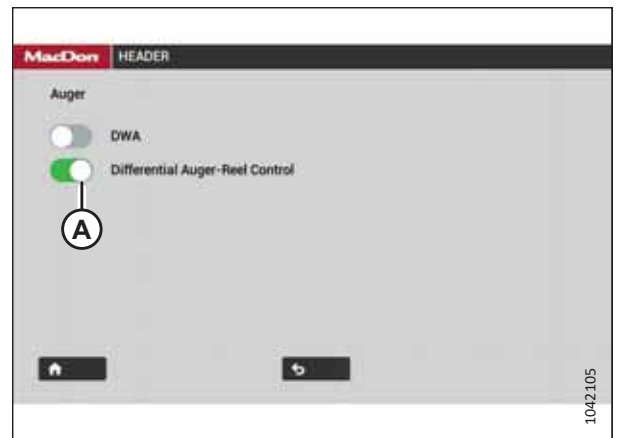 MacDon HEADER
Auger
DWA
Differential Auger-Reel Control
A
1042105